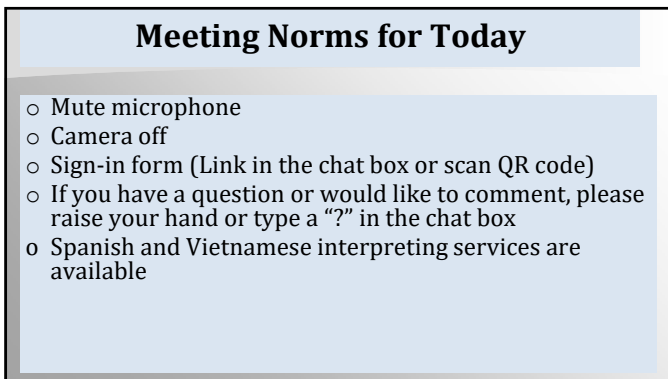 Meeting Norms for Today
○ Mute microphone
○ Camera off
○ Sign-in form (Link in the chat box or scan QR code)
○ If you have a question or would like to comment, please
raise your hand or type a “?” in the chat box
o Spanish and Vietnamese interpreting services are
available